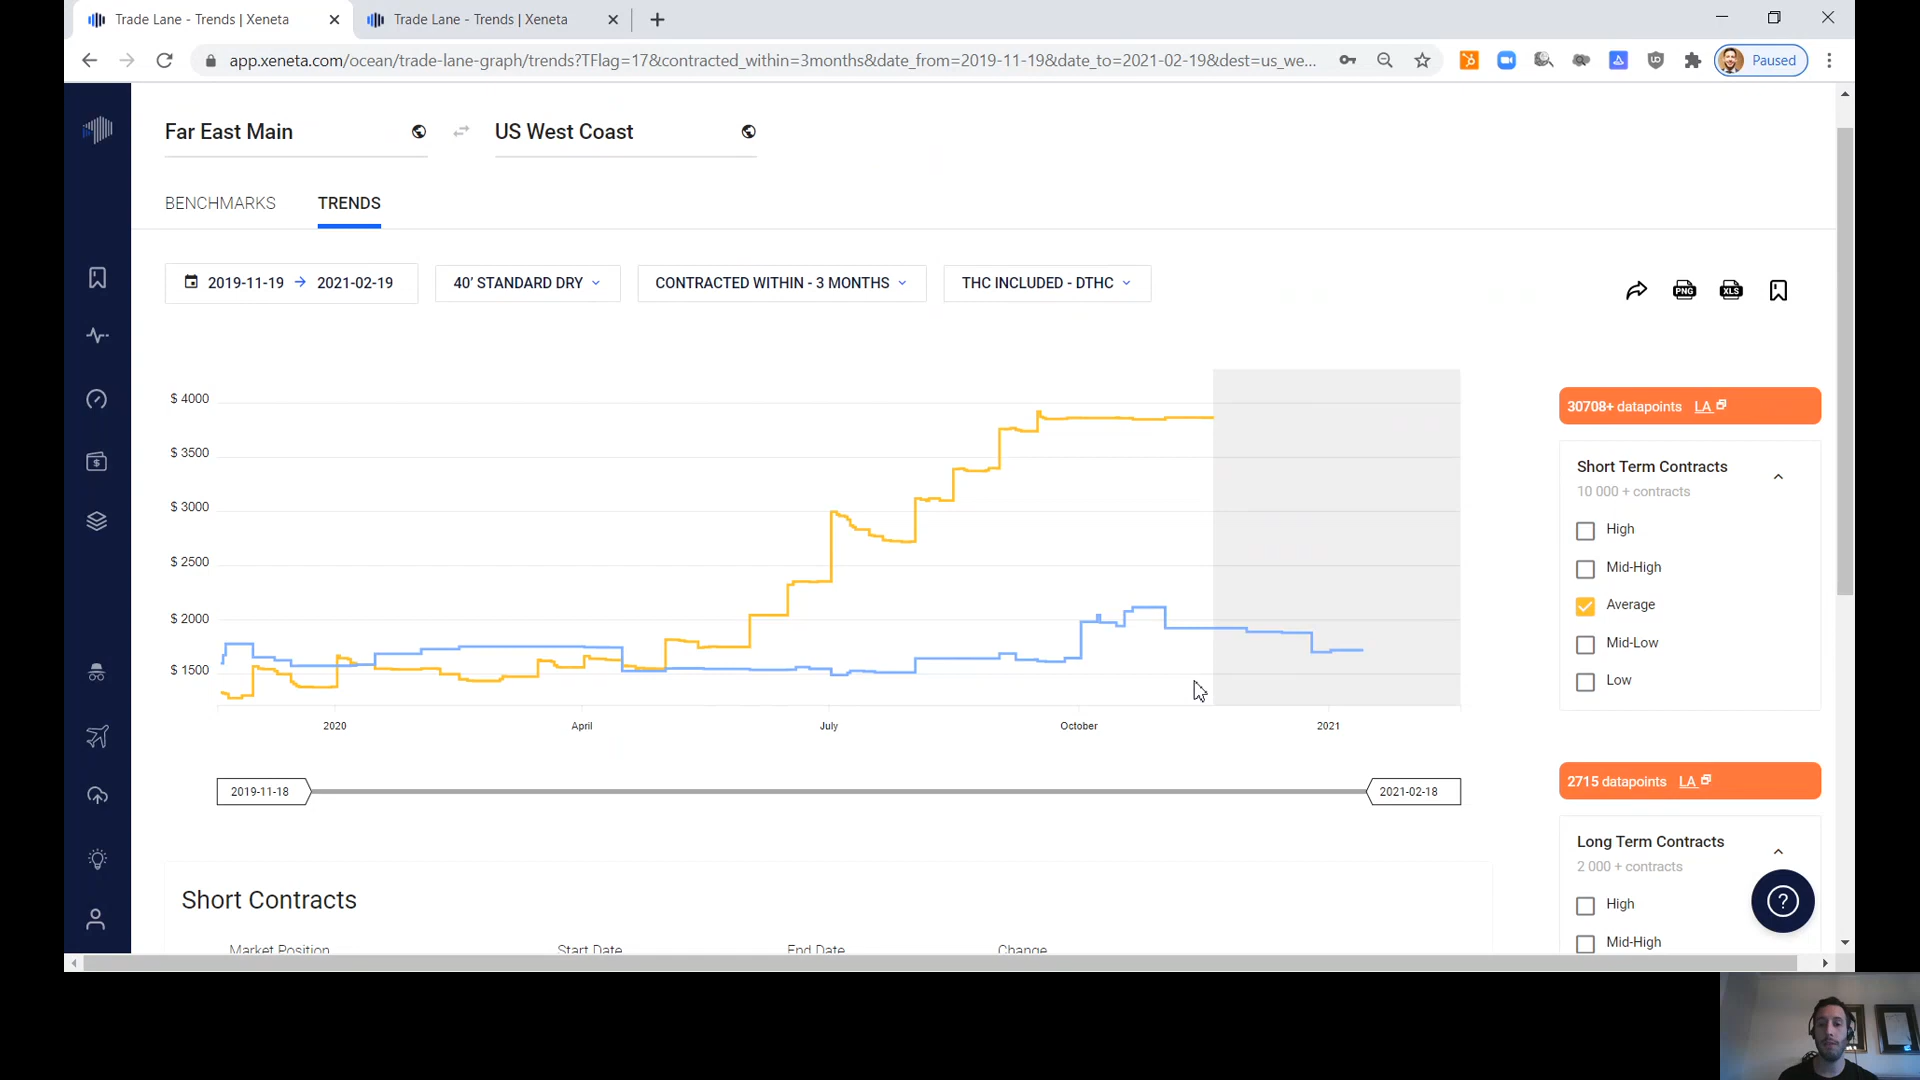 Trade Lane - Trends | Xeneta
Trade Lane - Trends | Xeneta
app.xeneta.com/ocean/trade-lane-graph/trends?TFlag=17&contracted_within=3months&date_from=2019-11-19&date_to=2021-02-19&dest=us_we...
Paused
Far East Main
US West Coast
BENCHMARKS
TRENDS
2019-11-19 → 2021-02-19
40' STANDARD DRY
CONTRACTED WITHIN - 3 MONTHS
THC INCLUDED - DTHC
PNG
XLS
$ 4000
$ 3500
$ 3000
$ 2500
$ 2000
$ 1500
2020
April
July
October
2021
2019-11-18
2021-02-18
30708+ datapoints LA
Short Term Contracts
10 000 + contracts
High
Mid-High
Average
Mid-Low
Low
2715 datapoints LA
Long Term Contracts
2 000 + contracts
High
Mid-High
?
Short Contracts
Market Position
Start Date
End Date
Change